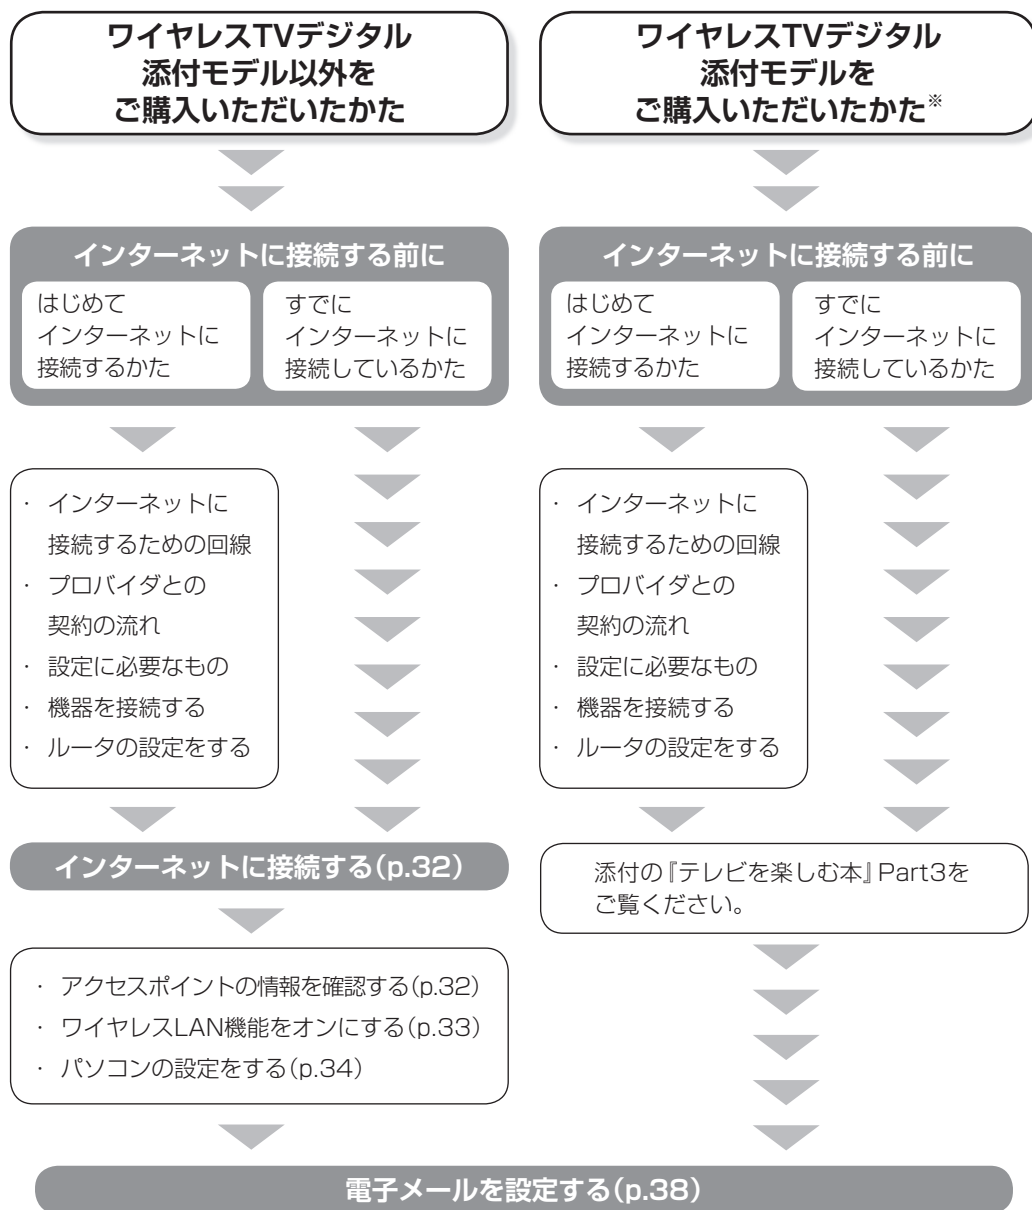 ワイヤレスTVデジタル
添付モデル以外を
ご購入いただいたかた
インターネットに接続する前に
はじめて
インターネットに
接続するかた
すでに
インターネットに
接続しているかた
・ インターネットに
接続するための回線
・ プロバイダとの
契約の流れ
・ 設定に必要なもの
・ 機器を接続する
・ ルータの設定をする
インターネットに接続する(p.32)
・ アクセスポイントの情報を確認する(p.32)
・ ワイヤレスLAN機能をオンにする(p.33)
・ パソコンの設定をする(p.34)
ワイヤレスTVデジタル
添付モデルを
ご購入いただいたかた※
インターネットに接続する前に
はじめて
インターネットに
接続するかた
すでに
インターネットに
接続しているかた
・ インターネットに
接続するための回線
・ プロバイダとの
契約の流れ
・ 設定に必要なもの
・ 機器を接続する
・ ルータの設定をする
添付の『テレビを楽しむ本』Part3を
ご覧ください。
電子メールを設定する(p.38)